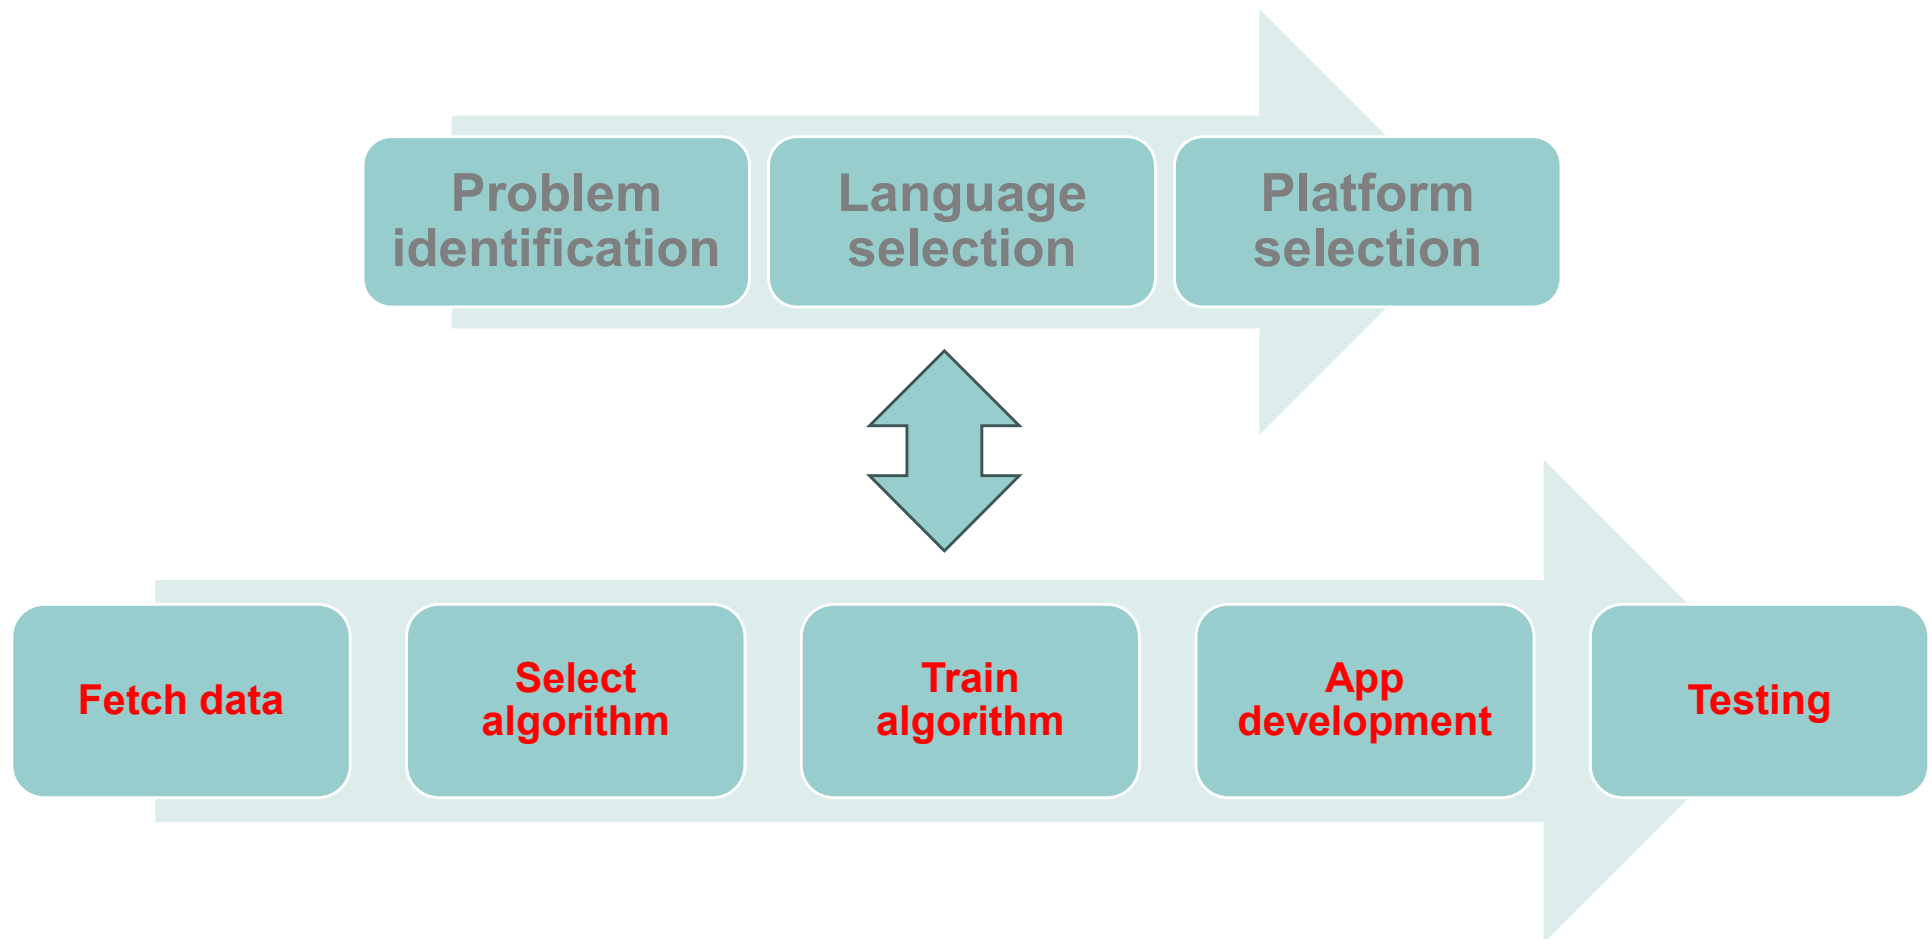 Problem
identification
Language
selection
Platform
selection
Fetch data
Select
algorithm
Train
algorithm
App
development
Testing